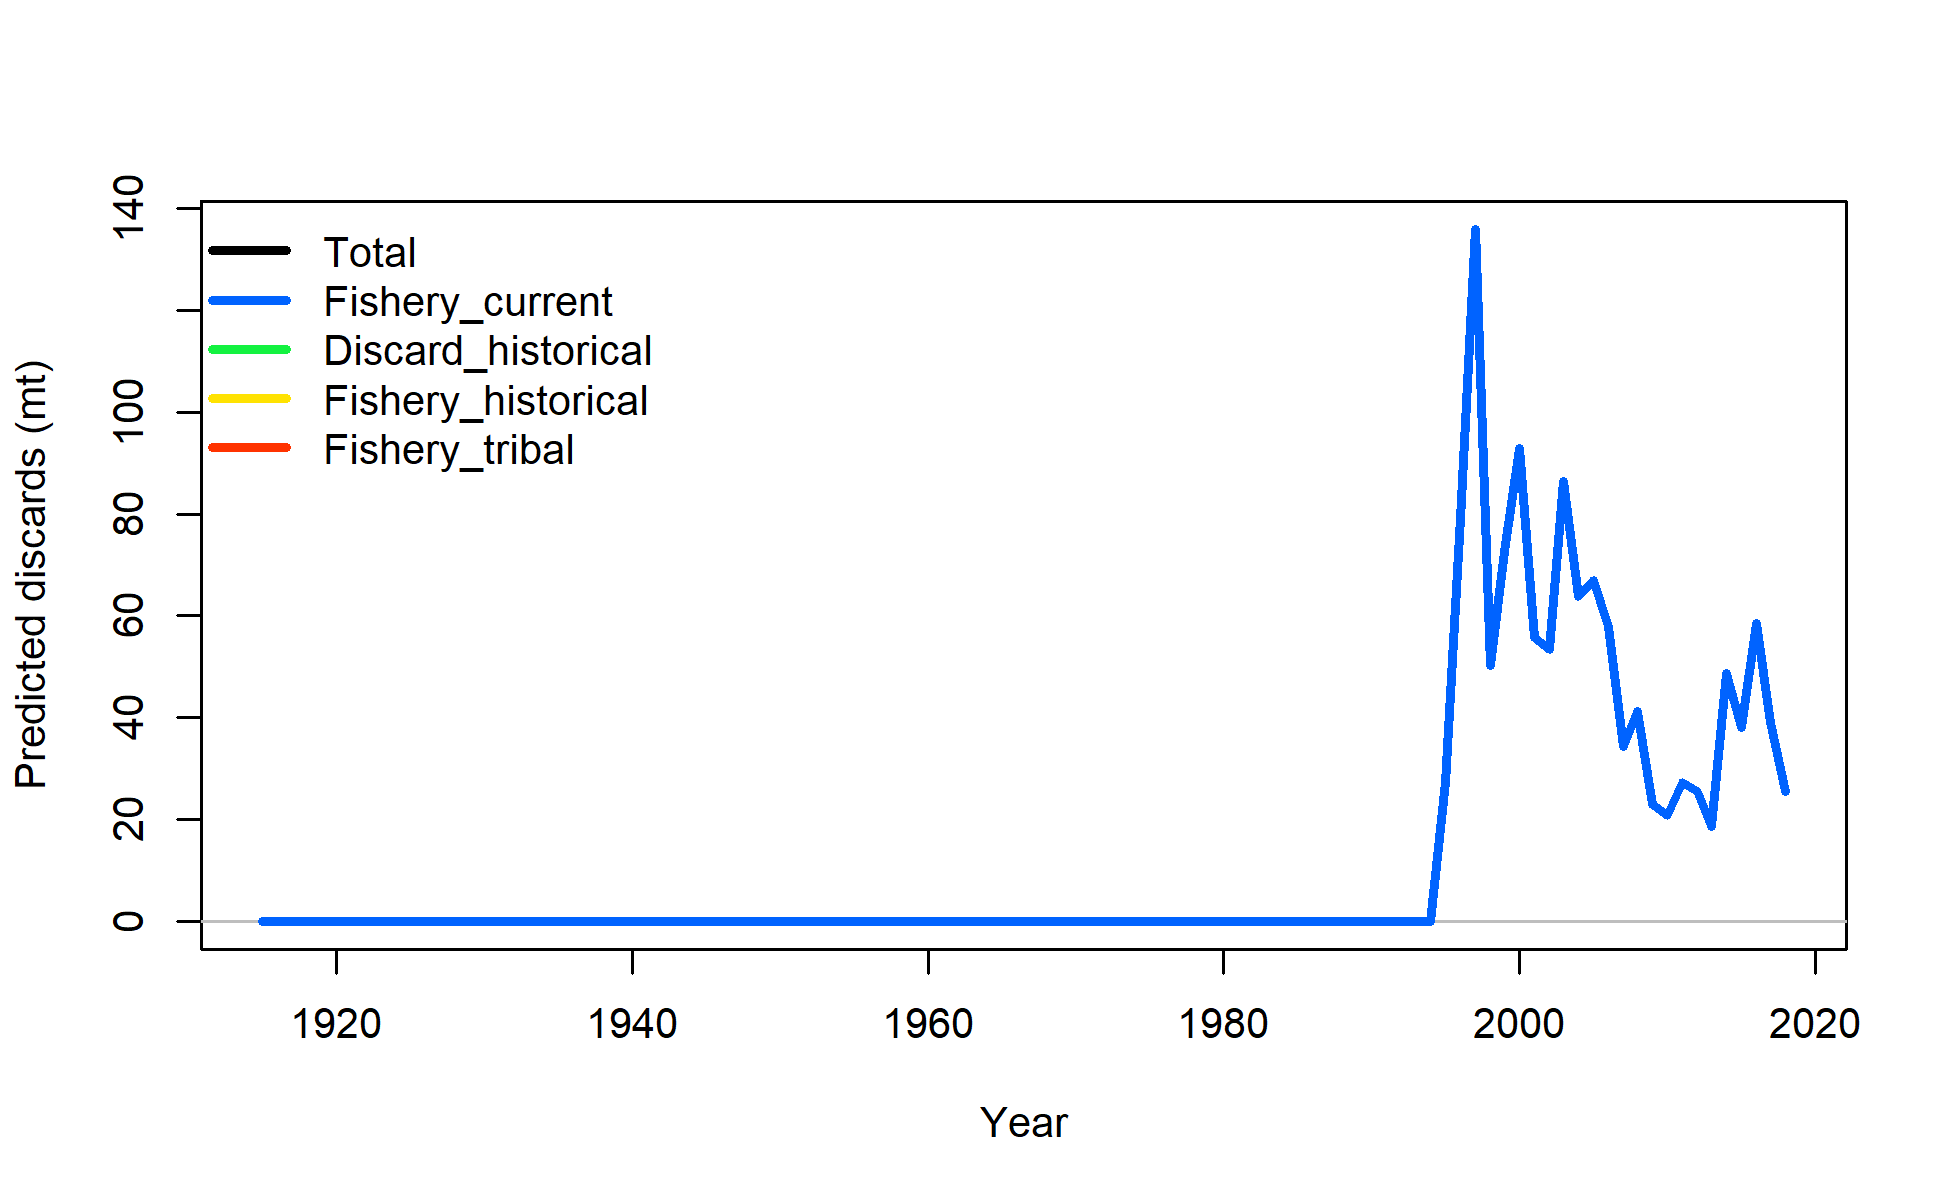 Total
Fishery_current
Discard_historical
Fishery_historical
Fishery_tribal
Predicted discards (mt)
140
100
80
60
40
20
0
1920 1940 1960 1980 2000 2020
Year